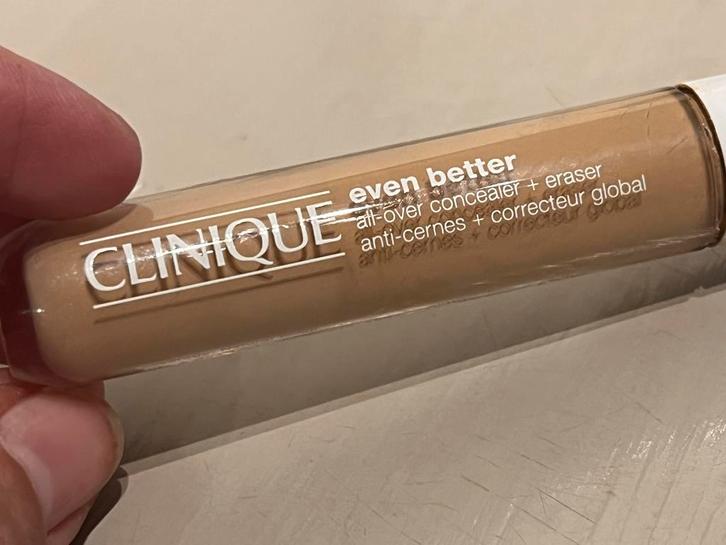 CLINIQUE
even better
all-over concealer + eraser
anti-cernes + correcteur global